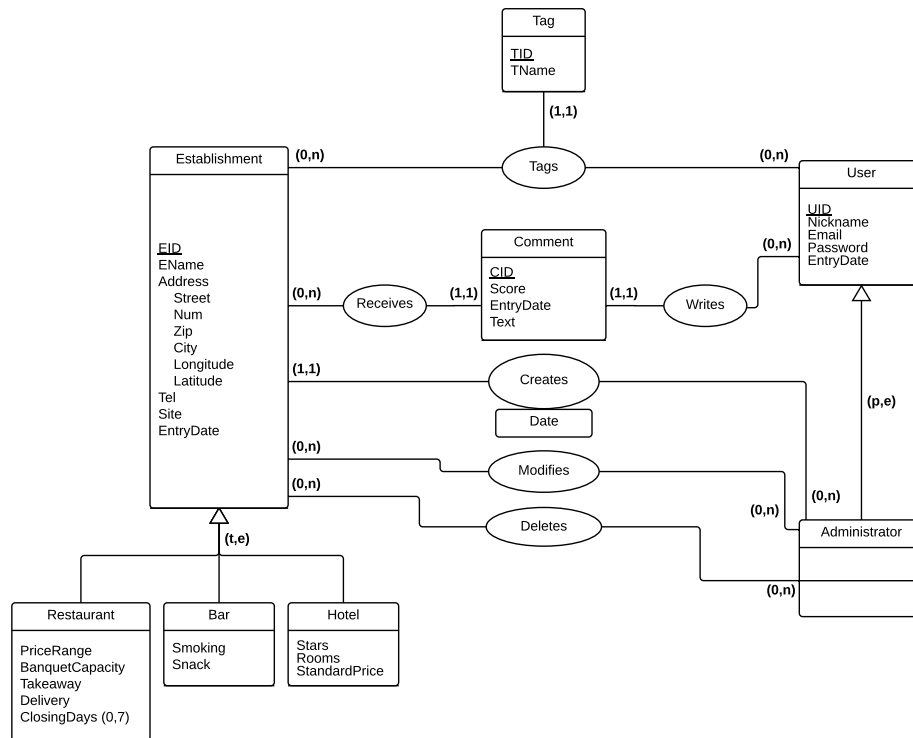 Tag
TID
TName
(1,1)
Establishment
(0,n)
Tags
(0,n)
User
EID
EName
Address
Street
Num
Zip
City
Longitude
Latitude
Tel
Site
EntryDate
UID
Nickname
Email
Password
EntryDate
Comment
CID
Score
EntryDate
Text
(0,n)
Receives
(1,1)
(1,1)
Writes
(0,n)
(1,1)
Creates
Date
(0,n)
(p,e)
(0,n)
Modifies
(0,n)
(0,n)
Deletes
(0,n)
Administrator
(t,e)
Restaurant
PriceRange
BanquetCapacity
Takeaway
Delivery
ClosingDays (0,7)
Bar
Smoking
Snack
Hotel
Stars
Rooms
StandardPrice